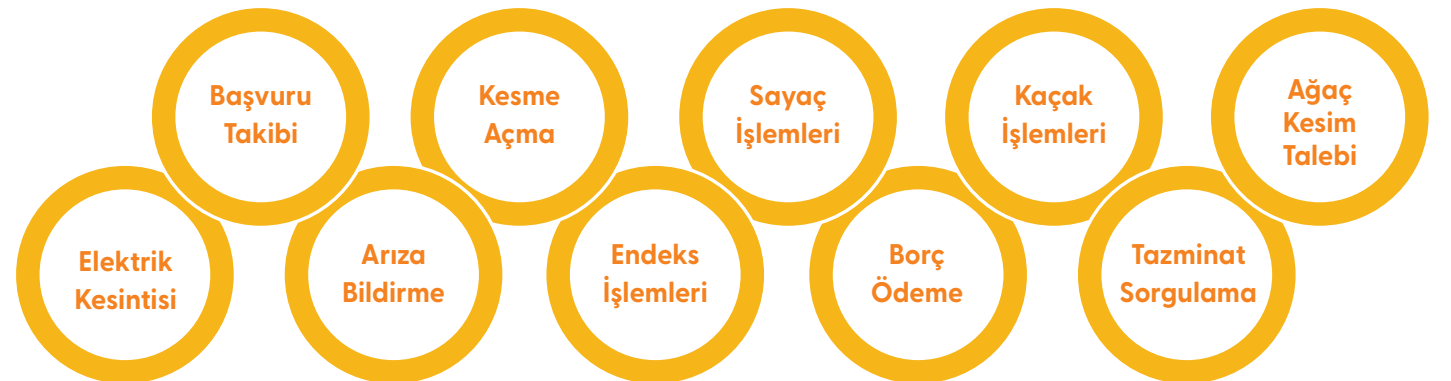 Başvuru
Takibi
Kesme
Açma
Sayaç
İşlemleri
Kaçak
İşlemleri
Ağaç
Kesim
Talebi
Elektrik
Kesintisi
Arıza
Bildirme
Endeks
İşlemleri
Borç
Ödeme
Tazminat
Sorgulama